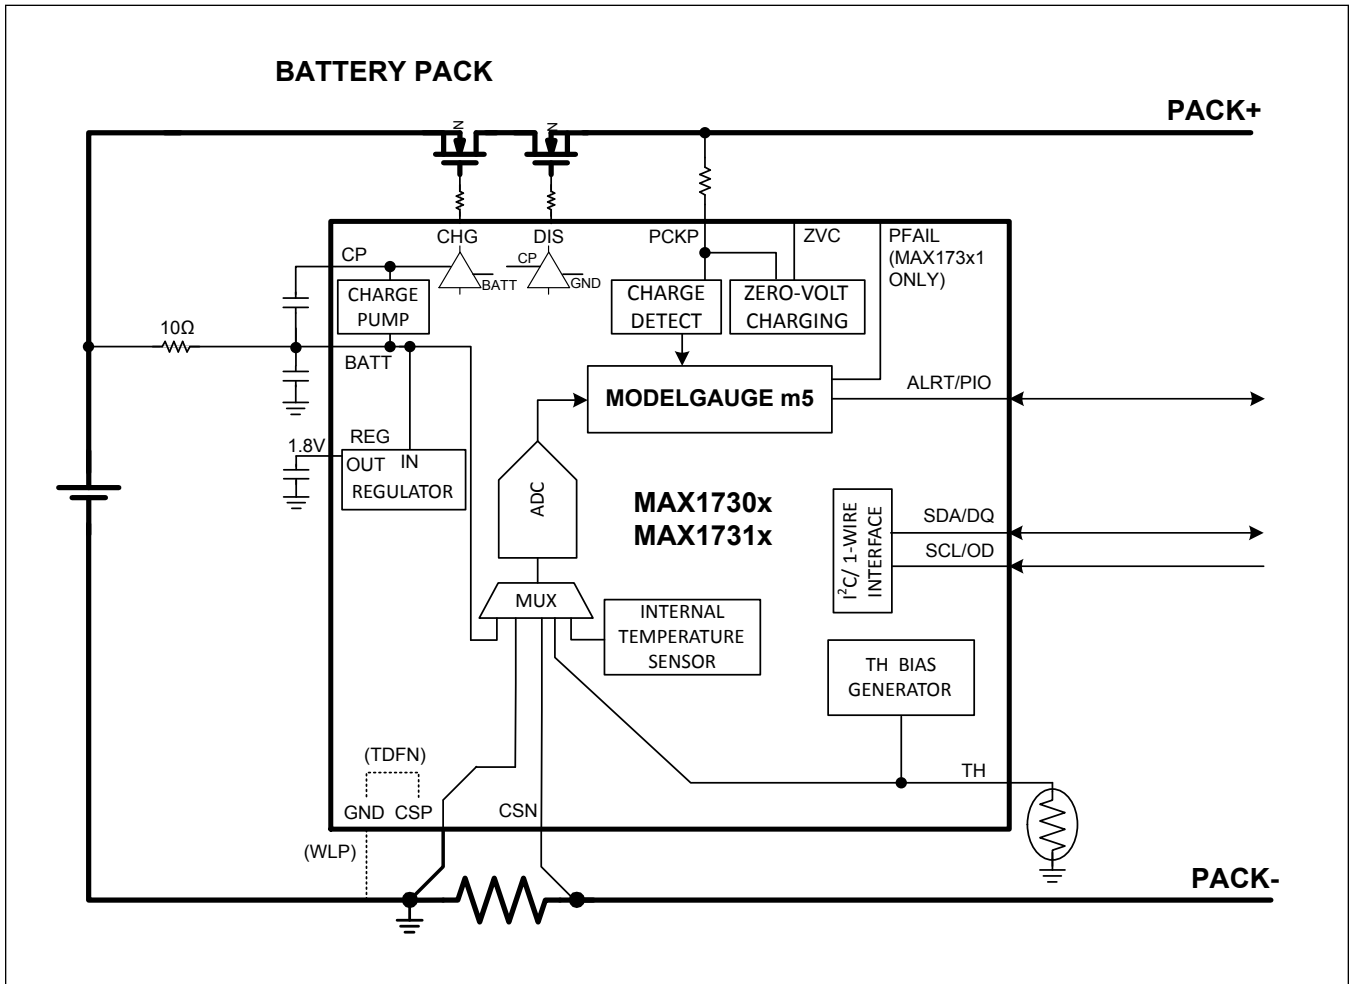 BATTERY PACK
PACK+
N
N
CHG
DIS
PCKP
ZVC
PFAIL
(MAX173x1
ONLY)
CP
CP
BATT
GND
CHARGE
PUMP
CHARGE
DETECT
ZERO-VOLT
CHARGING
10Ω
BATT
MODELGAUGE m5
ALRT/PIO
1.8V
REG
OUT
IN
REGULATOR
ADC
MAX1730x
MAX1731x
I²C/ 1-WIRE
INTERFACE
SDA/DQ
SCL/OD
MUX
INTERNAL
TEMPERATURE
SENSOR
TH BIAS
GENERATOR
(TDFN)
TH
GND
CSP
CSN
(WLP)
PACK-